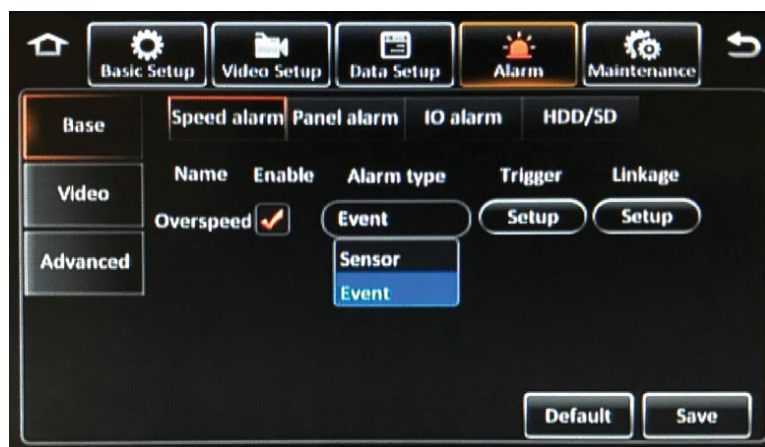 Basic Setup Video Setup Data Setup Alarm Maintenance
Base Speed alarm Panel alarm IO alarm HDD/SD
Name Enable Alarm type Trigger Linkage
Video
Overspeed Event Setup Setup
Advanced Sensor
Event
Default Save